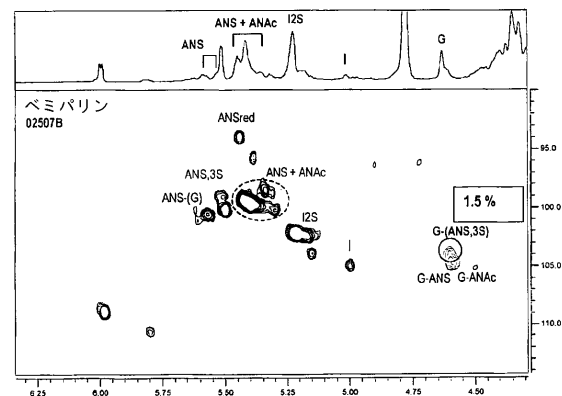 ANS
ANS + ANAc
I2S
I
G
ベミパリン
02507B
ANSred
ANS,3S
ANS + ANAc
ANS-(G)
I2S
I
1.5 %
G-(ANS,3S)
G-ANS G-ANAc
95.0
100.0
105.0
110.0
6.25 6.00 5.75 5.50 5.25 5.00 4.75 4.50